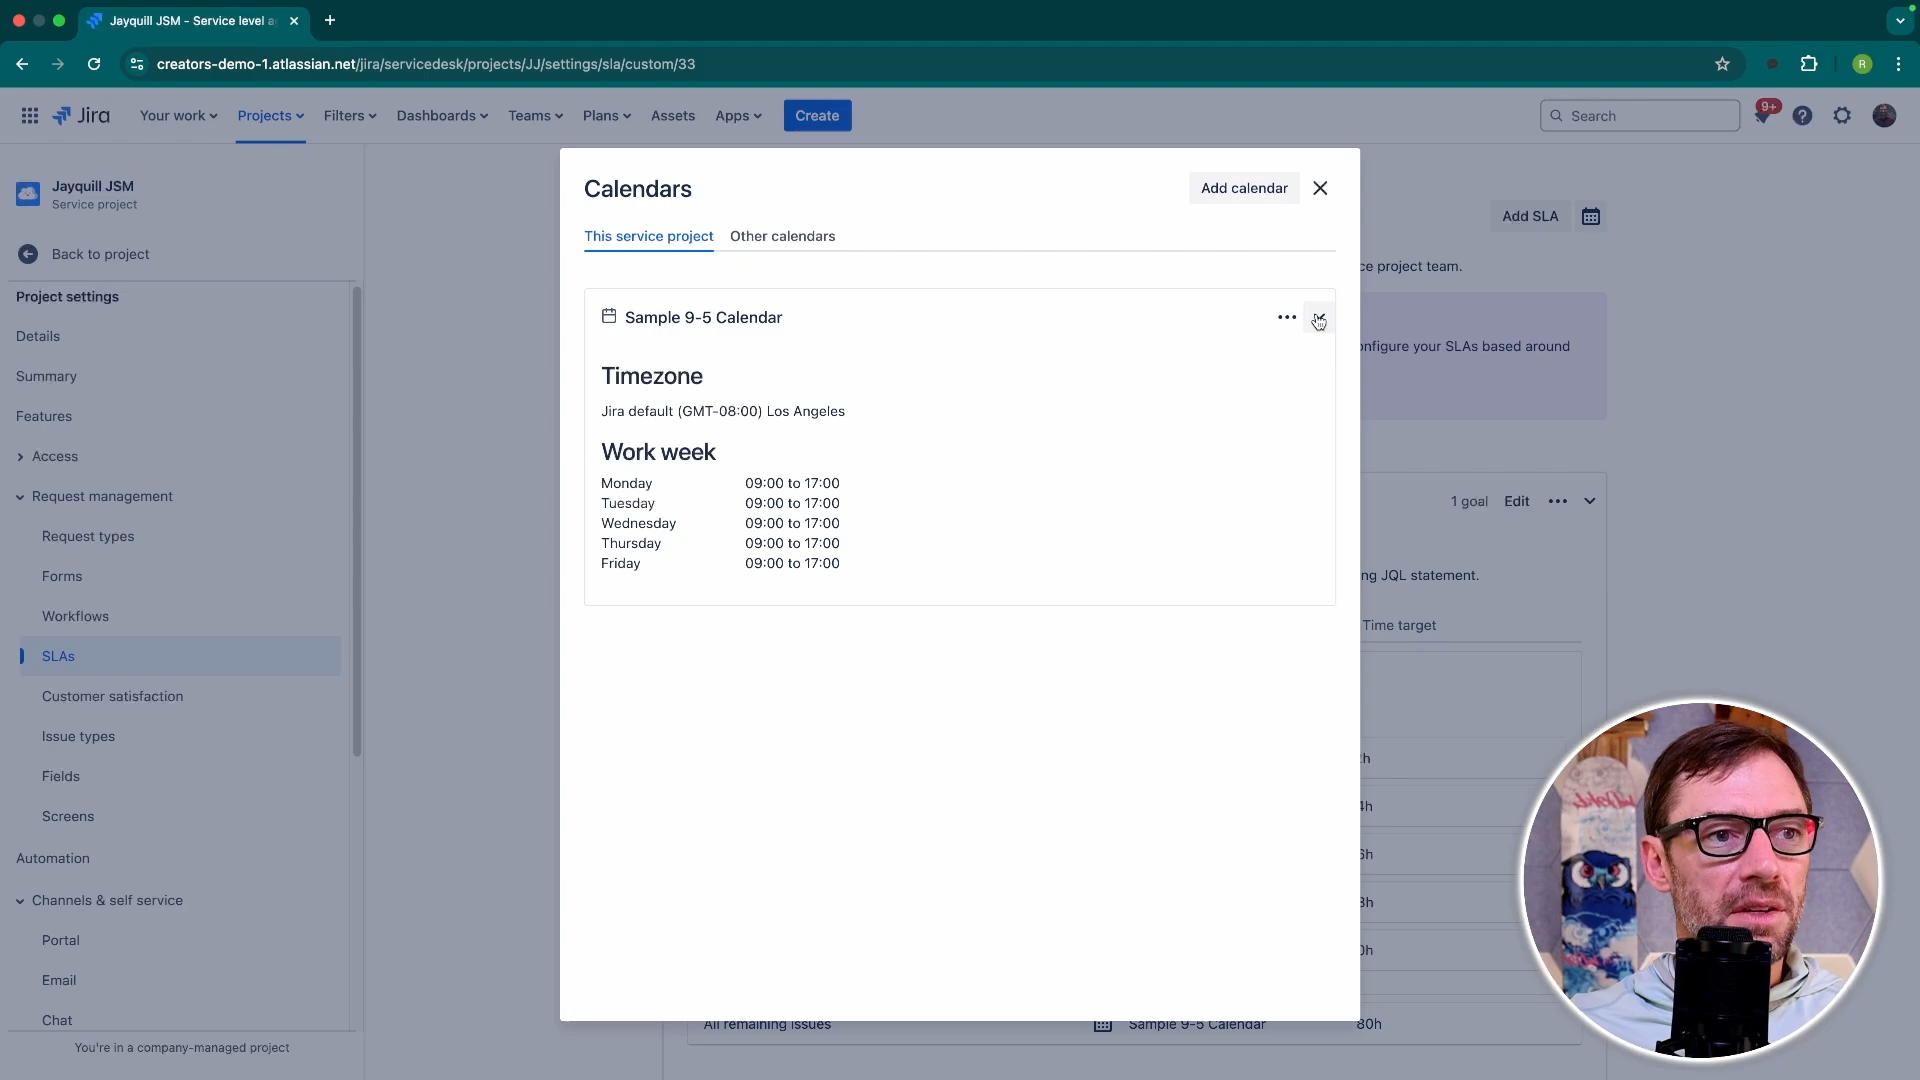 Jayquill JSM - Service level a
creators-demo-1.atlassian.net/jira/servicedesk/projects/JJ/settings/sla/custom/33
R
Jira
Your work
Projects
Filters
Dashboards
Teams
Plans
Assets
Apps
Create
Search
9+
Jayquill JSM
Service project
Back to project
Project settings
Details
Summary
Features
Access
Request management
Request types
Forms
Workflows
SLAs
Customer satisfaction
Issue types
Fields
Screens
Automation
Channels & self service
Portal
Email
Chat
You're in a company-managed project
Calendars
Add calendar
This service project
Other calendars
Sample 9-5 Calendar
Timezone
Jira default (GMT-08:00) Los Angeles
Work week
Monday 09:00 to 17:00
Tuesday 09:00 to 17:00
Wednesday 09:00 to 17:00
Thursday 09:00 to 17:00
Friday 09:00 to 17:00
Add SLA
ce project team.
onfigure your SLAs based around
1 goal
Edit
ng JQL statement.
Time target
All remaining issues
Sample 9-5 Calendar
80h